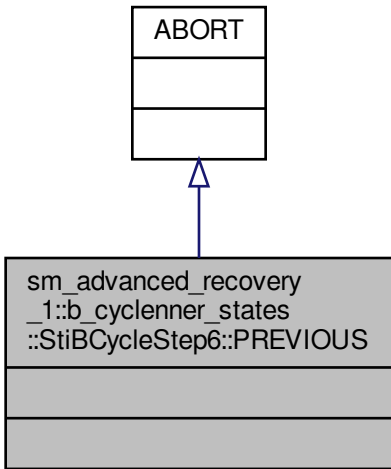 ABORT
sm_advanced_recovery
_1::b_cyclenner_states
::StiBCycleStep6::PREVIOUS